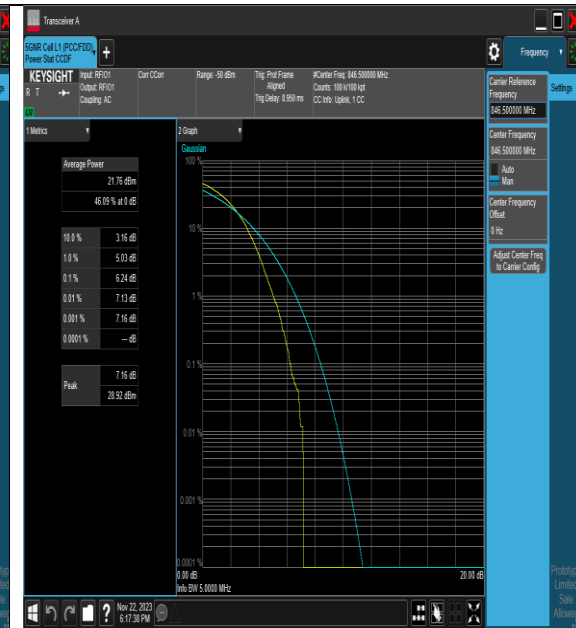 Transceiver A
5GNR Cell L1 (PCC/FDD)
Power Stat CCDF
+
Frequency
KEYSIGHT
R T
Input: RFIO1
Output: RFIO1
Coupling: AC
Corr CCorr
Range: -50 dBm
Trig: Prot Frame
Aligned
Trig Delay: 8.950 ms
#Center Freq: 846.500000 MHz
Counts: 100 k/100 kpt
CC Info: Uplink, 1 CC
Carrier Reference
Frequency
846.500000 MHz
Settings
Center Frequency
846.500000 MHz
Auto
Man
Center Frequency
Offset
0 Hz
Adjust Center Freq
to Carrier Config
1 Metrics
Average Power
21.76 dBm
46.09 % at 0 dB
10.0 % 3.16 dB
1.0 % 5.03 dB
0.1 % 6.24 dB
0.01 % 7.13 dB
0.001 % 7.16 dB
0.0001 % --- dB
Peak
7.16 dB
28.92 dBm
2 Graph
Gaussian
100 %
10 %
1 %
0.1 %
0.01 %
0.001 %
0.0001 %
0.00 dB
20.00 dB
Info BW 5.0000 MHz
Nov 22, 2023
6:17:38 PM
?